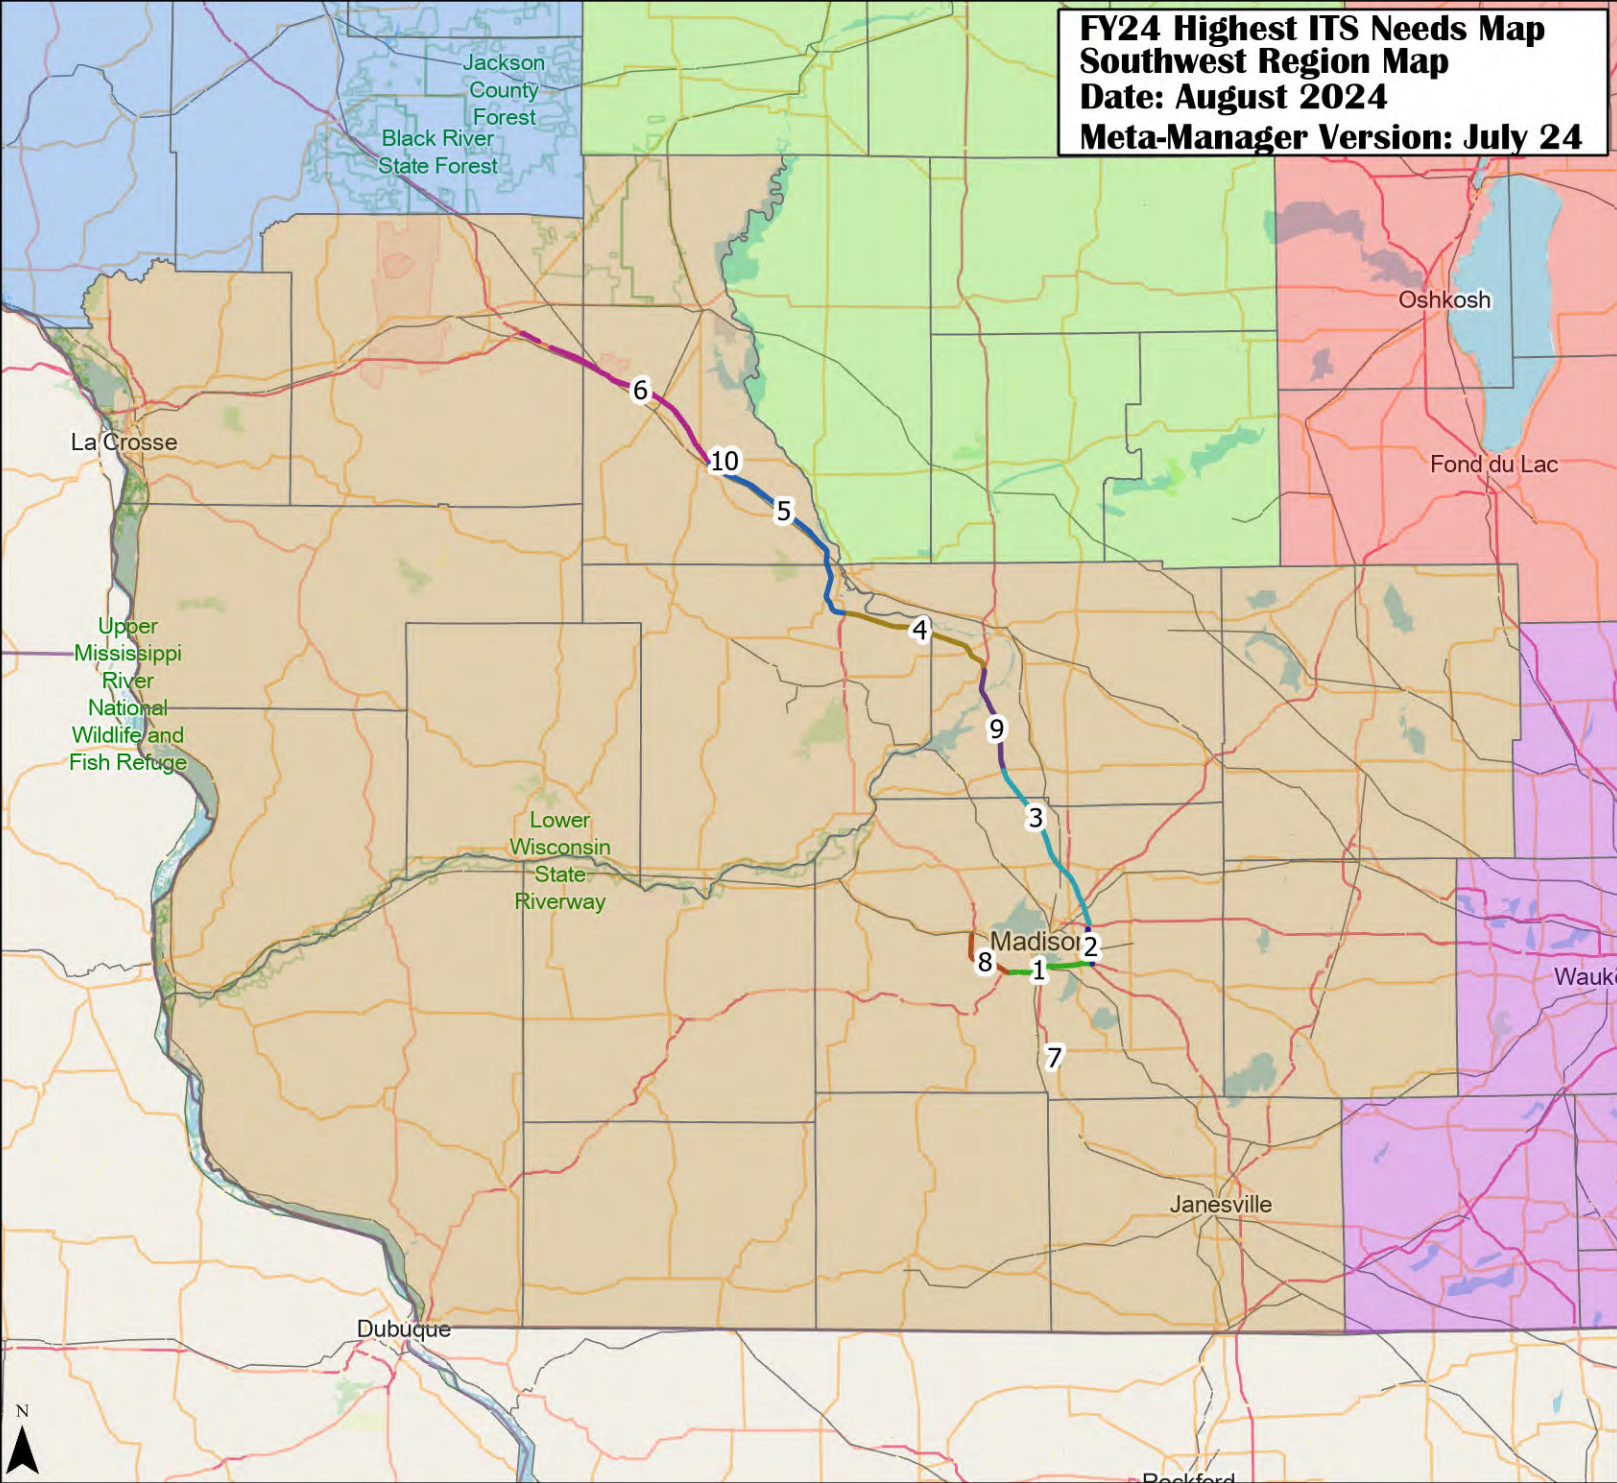 FY24 Highest ITS Needs Map
Southwest Region Map
Date: August 2024
Meta-Manager Version: July 24
Jackson
County
Forest
Black River
State Forest
Oshkosh
6
La Crosse
10
Fond du Lac
5
Upper
Mississippi
River
National
Wildlife and
Fish Refuge
4
9
Lower
Wisconsin
State
Riverway
3
Madison
2
8
1
Wauke
7
Janesville
Dubuque
N
Rockford